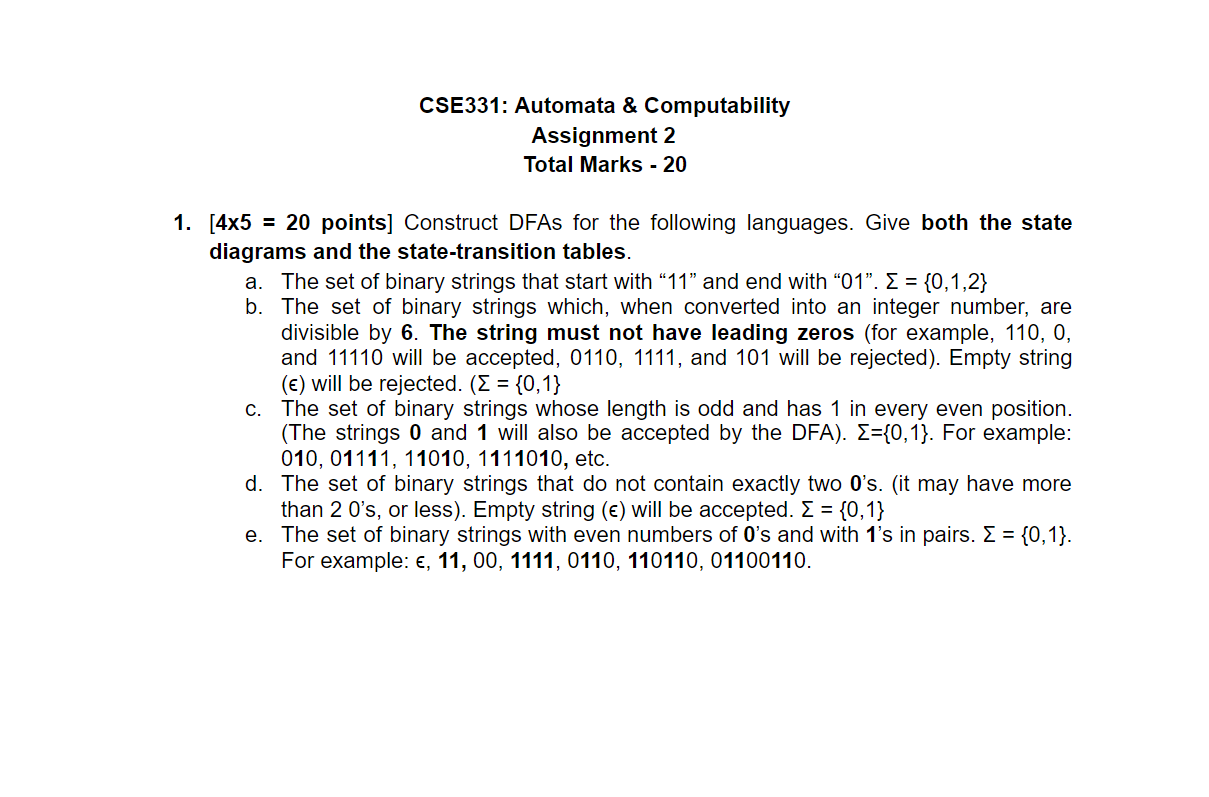 CSE331: Automata & Computability
Assignment 2
Total Marks - 20
1. [4x5 = 20 points] Construct DFAs for the following languages. Give both the state
diagrams and the state-transition tables.
a. The set of binary strings that start with “11” and end with “01”. Σ = {0,1,2}
b. The set of binary strings which, when converted into an integer number, are
divisible by 6. The string must not have leading zeros (for example, 110, 0,
and 11110 will be accepted, 0110, 1111, and 101 will be rejected). Empty string
(ϵ) will be rejected. (Σ = {0,1}
c. The set of binary strings whose length is odd and has 1 in every even position.
(The strings 0 and 1 will also be accepted by the DFA). Σ={0,1}. For example:
010, 01111, 11010, 1111010, etc.
d. The set of binary strings that do not contain exactly two 0’s. (it may have more
than 2 0’s, or less). Empty string (ϵ) will be accepted. Σ = {0,1}
e. The set of binary strings with even numbers of 0’s and with 1’s in pairs. Σ = {0,1}.
For example: ϵ, 11, 00, 1111, 0110, 110110, 01100110.